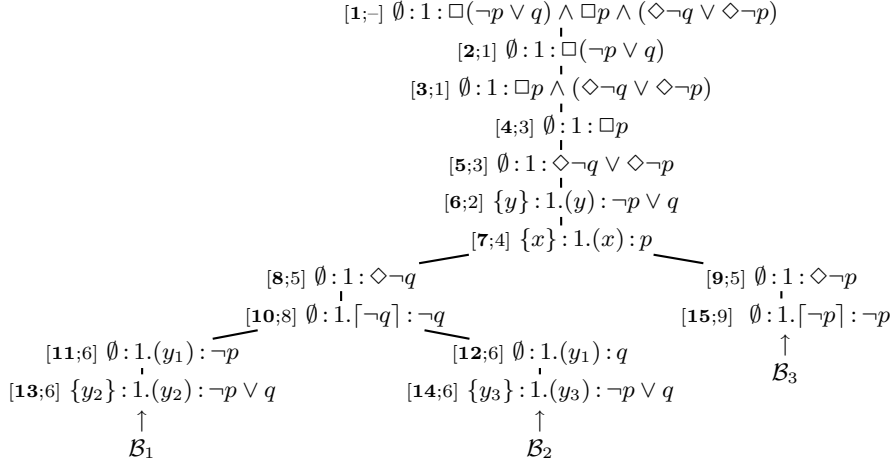 [1;–] ∅ : 1 : □(¬p ∨ q) ∧ □p ∧ (◇¬q ∨ ◇¬p)
[2;1] ∅ : 1 : □(¬p ∨ q)
[3;1] ∅ : 1 : □p ∧ (◇¬q ∨ ◇¬p)
[4;3] ∅ : 1 : □p
[5;3] ∅ : 1 : ◇¬q ∨ ◇¬p
[6;2] {y} : 1.(y) : ¬p ∨ q
[7;4] {x} : 1.(x) : p
[8;5] ∅ : 1 : ◇¬q [9;5] ∅ : 1 : ◇¬p
[10;8] ∅ : 1.⌈¬q⌉ : ¬q [15;9] ∅ : 1.⌈¬p⌉ : ¬p
[11;6] ∅ : 1.(y₁) : ¬p [12;6] ∅ : 1.(y₁) : q ↑
[13;6] {y₂} : 1.(y₂) : ¬p ∨ q [14;6] {y₃} : 1.(y₃) : ¬p ∨ q ℬ₃
↑ ↑
ℬ₁ ℬ₂